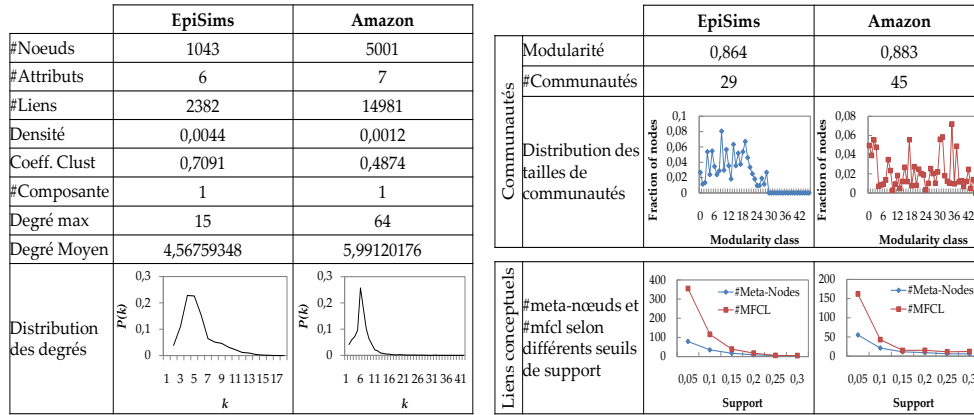 EpiSims Amazon
#Noeuds 1043 5001
#Attributs 6 7
#Liens 2382 14981
Densité 0,0044 0,0012
Coeff. Clust 0,7091 0,4874
#Composante 1 1
Degré max 15 64
Degré Moyen 4,56759348 5,99120176
Distribution
des degrés
P(k)
0,3
0,2
0,1
0
1 3 5 7 9 11 13 15 17
k
P(k)
0,3
0,2
0,1
0
1 6 11 16 21 26 31 36 41
k
EpiSims Amazon
Communautés
Modularité 0,864 0,883
#Communautés 29 45
Distribution des
tailles de
communautés
Fraction of nodes
0,1
0,08
0,06
0,04
0,02
0
0 6 12 18 24 30 36 42
Modularity class
Fraction of nodes
0,08
0,06
0,04
0,02
0
0 6 12 18 24 30 36 42
Modularity class
Liens conceptuels
#meta-nœuds et
#mfcl selon
différents seuils
de support
400
300
200
100
0
#Meta-Nodes
#MFCL
0,05 0,1 0,15 0,2 0,25 0,3
Support
200
150
100
50
0
#Meta-Nodes
#MFCL
0,05 0,1 0,15 0,2 0,25 0,3
Support